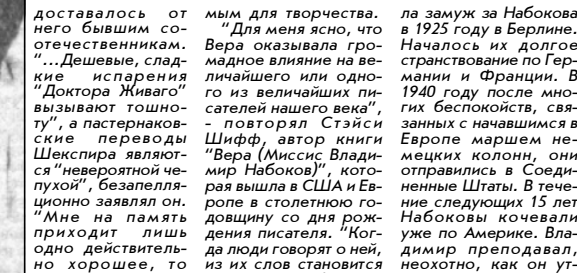 доставалось от
него бывшим со-
отечественникам.
"...Дешевые, слад-
кие испарения
"Доктора Живаго"
вызывают тошно-
ту", а пастернаков-
ские переводы
Шекспира являют-
ся "невероятной че-
пухой", безапелля-
ционно заявлял он.
"Мне на память
приходит лишь
одно действитель-
но хорошее, то
мым для творчества.
"Для меня ясно, что
Вера оказывала гро-
мадное влияние на ве-
личайшего или одно-
го из величайших пи-
сателей нашего века",
- повторял Стэйси
Шифф, автор книги
"Вера (Миссис Влади-
мир Набоков)", кото-
рая вышла в США и Ев-
ропе в столетнюю го-
довщину со дня рож-
дения писателя. "Ког-
да люди говорят о ней,
из их слов становится
ла замуж за Набокова
в 1925 году в Берлине.
Началось их долгое
странствование по Гер-
мании и Франции. В
1940 году после мно-
гих беспокойств, свя-
занных с начавшимся в
Европе маршем не-
мецких колонн, они
отправились в Соеди-
ненные Штаты. В тече-
ние следующих 15 лет
Набоковы кочевали
уже по Америке. Вла-
димир преподавал,
неохотно, как он ут-